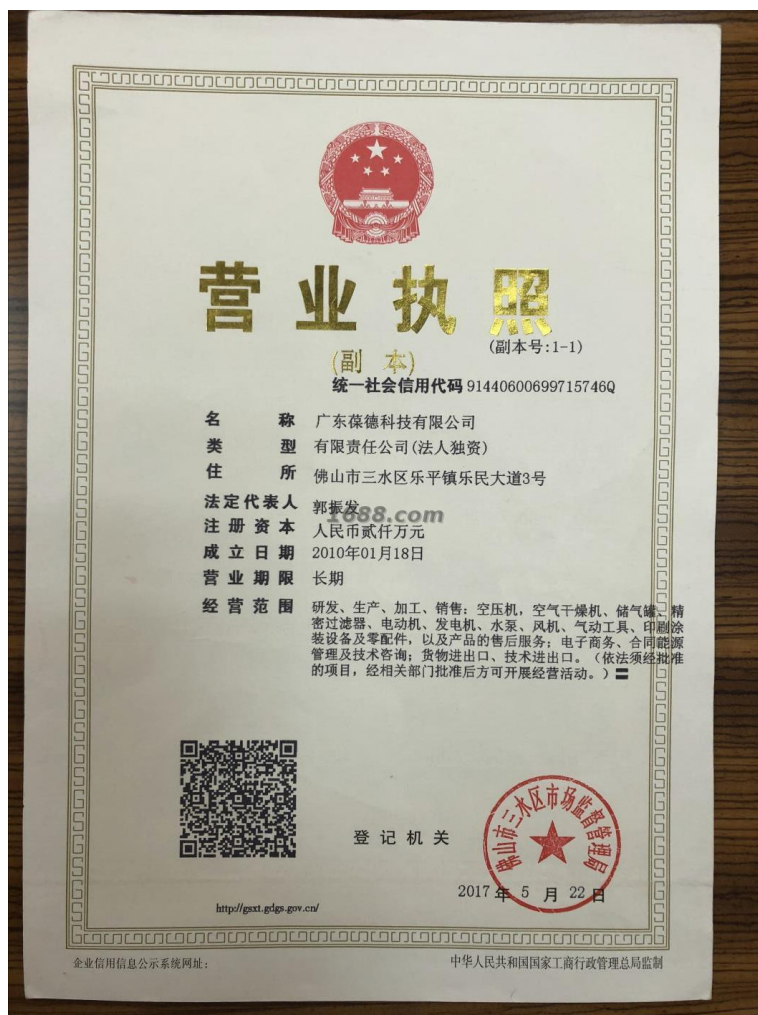 营业执照
(副本号:1-1)
(副 本)
统一社会信用代码 91440600699715746Q
名 称 广东葆德科技有限公司
类 型 有限责任公司(法人独资)
住 所 佛山市三水区乐平镇乐民大道3号
法定代表人 郭振发
1688.com
注 册 资 本 人民币贰仟万元
成 立 日 期 2010年01月18日
营 业 期 限 长期
经 营 范 围 研发、生产、加工、销售：空压机，空气干燥机、储气罐、精
密过滤器、电动机、发电机、水泵、风机、气动工具、印刷涂
装设备及零配件，以及产品的售后服务；电子商务、合同能源
管理及技术咨询；货物进出口、技术进出口。（依法须经批准
的项目，经相关部门批准后方可开展经营活动。）
佛山市三水区市场监督管理局
登 记 机 关
2017 年 5 月 22 日
http://gsxt.gdgs.gov.cn/
企业信用信息公示系统网址：
中华人民共和国国家工商行政管理总局监制